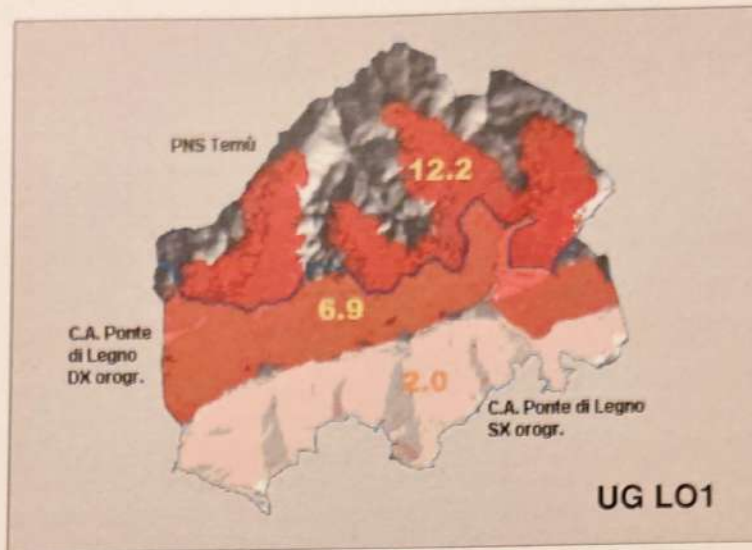 PNS Temù
12.2
6.9
C.A. Ponte
di Legno
DX orogr.
2.0
C.A. Ponte di Legno
SX orogr.
UG LO1